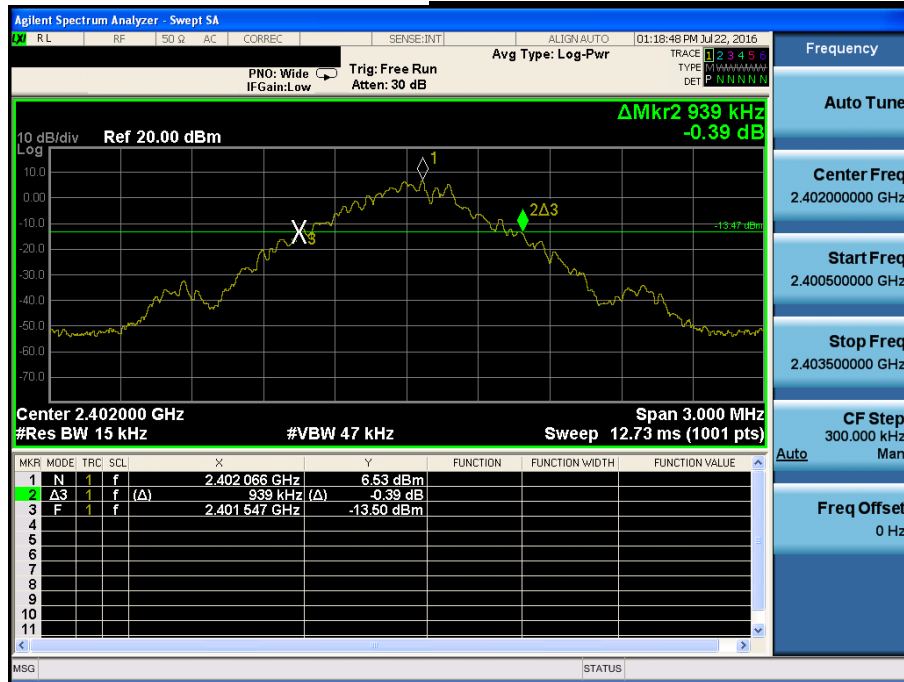 Agilent Spectrum Analyzer - Swept SA
LXI RL RF 50 Ω AC CORREC SENSE:INT ALIGN AUTO 01:18:48 PM Jul 22, 2016
Avg Type: Log-Pwr TRACE 1 2 3 4 5 6
PNO: Wide Trig: Free Run TYPE MWWWWW
IFGain:Low Atten: 30 dB DET P N N N N N
ΔMkr2 939 kHz
-0.39 dB
10 dB/div Ref 20.00 dBm
Log
10.0
0.00
-10.0
-20.0
-30.0
-40.0
-50.0
-60.0
-70.0
1
2Δ3
3
-13.47 dBm
Center 2.402000 GHz Span 3.000 MHz
#Res BW 15 kHz #VBW 47 kHz Sweep 12.73 ms (1001 pts)
MKR MODE TRC SCL X Y FUNCTION FUNCTION WIDTH FUNCTION VALUE
1 N 1 f 2.402 066 GHz 6.53 dBm
2 Δ3 1 f (Δ) 939 kHz (Δ) -0.39 dB
3 F 1 f 2.401 547 GHz -13.50 dBm
4
5
6
7
8
9
10
11
MSG STATUS
Frequency
Auto Tune
Center Freq
2.402000000 GHz
Start Freq
2.400500000 GHz
Stop Freq
2.403500000 GHz
CF Step
300.000 kHz
Auto Man
Freq Offset
0 Hz